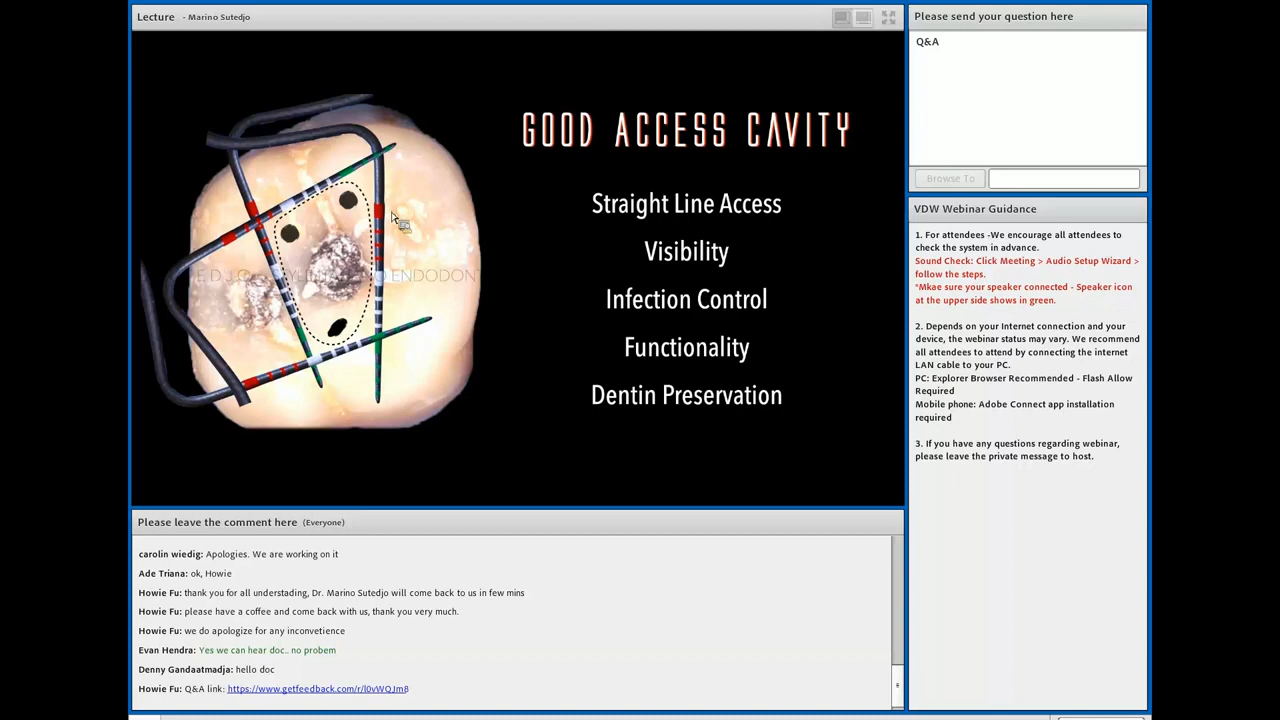 Lecture - Marino Sutedjo
GOOD ACCESS CAVITY
Straight Line Access
Visibility
Infection Control
Functionality
Dentin Preservation
Please leave the comment here (Everyone)
carolin wiedig: Apologies. We are working on it
Ade Triana: ok, Howie
Howie Fu: thank you for all understading, Dr. Marino Sutedjo will come back to us in few mins
Howie Fu: please have a coffee and come back with us, thank you very much.
Howie Fu: we do apologize for any inconvetience
Evan Hendra: Yes we can hear doc.. no probem
Denny Gandaatmadja: hello doc
Howie Fu: Q&A link: https://www.getfeedback.com/r/l0vWQJm8
Please send your question here
Q&A
Browse To
VDW Webinar Guidance
1. For attendees -We encourage all attendees to
check the system in advance.
Sound Check: Click Meeting > Audio Setup Wizard >
follow the steps.
*Mkae sure your speaker connected - Speaker icon
at the upper side shows in green.
2. Depends on your Internet connection and your
device, the webinar status may vary. We recommend
all attendees to attend by connecting the internet
LAN cable to your PC.
PC: Explorer Browser Recommended - Flash Allow
Required
Mobile phone: Adobe Connect app installation
required
3. If you have any questions regarding webinar,
please leave the private message to host.